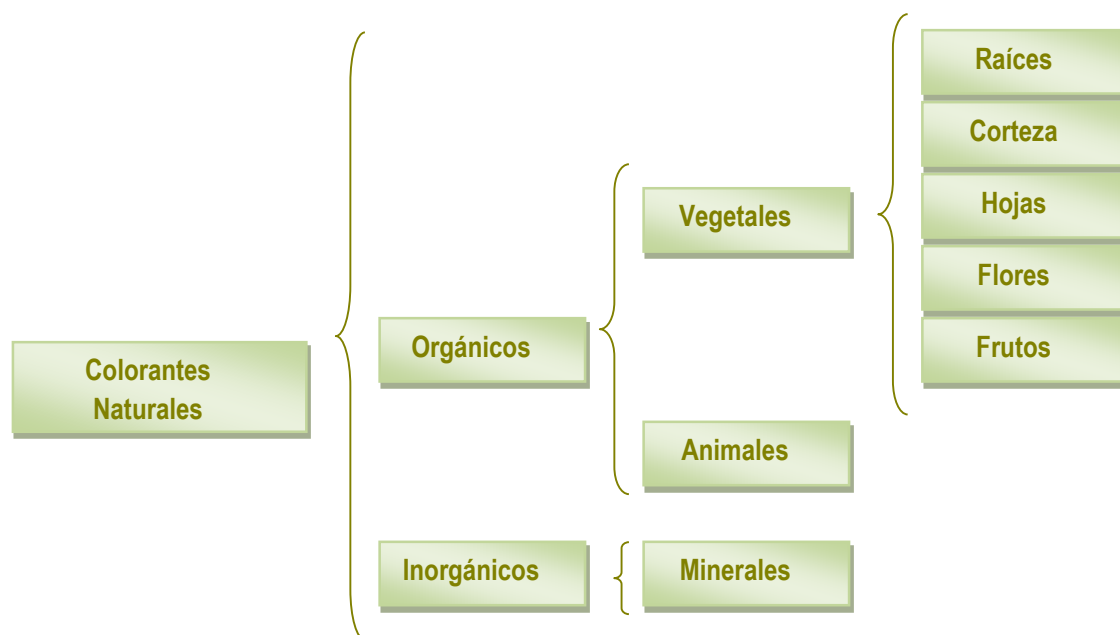 Colorantes
Naturales
Orgánicos
Inorgánicos
Vegetales
Animales
Minerales
Raíces
Corteza
Hojas
Flores
Frutos